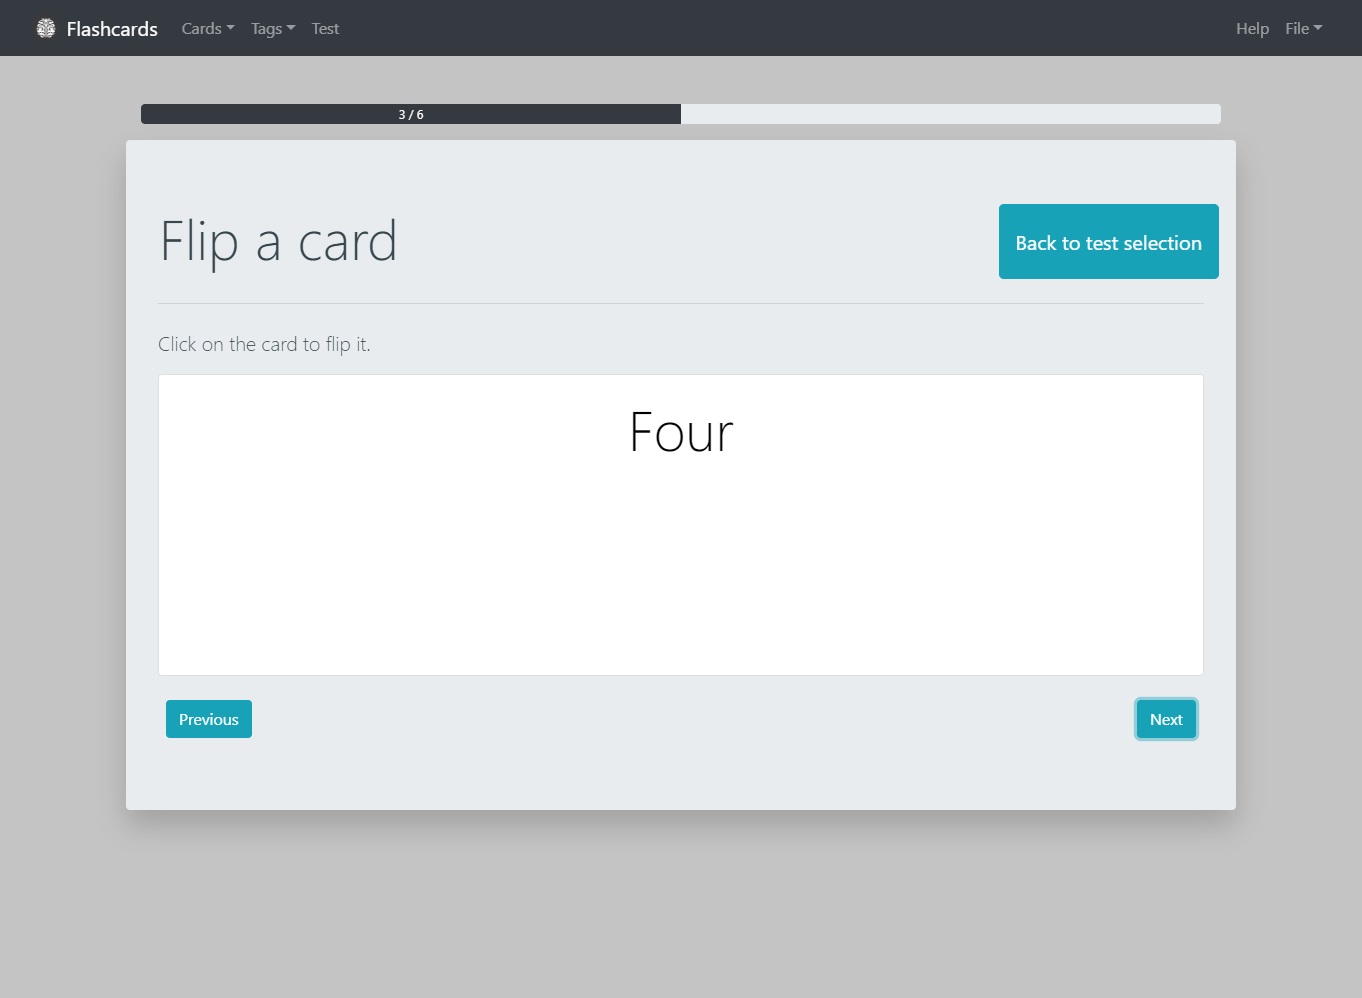 Flashcards Cards Tags Test Help File
3 / 6
Flip a card
Back to test selection
Click on the card to flip it.
Four
Previous Next